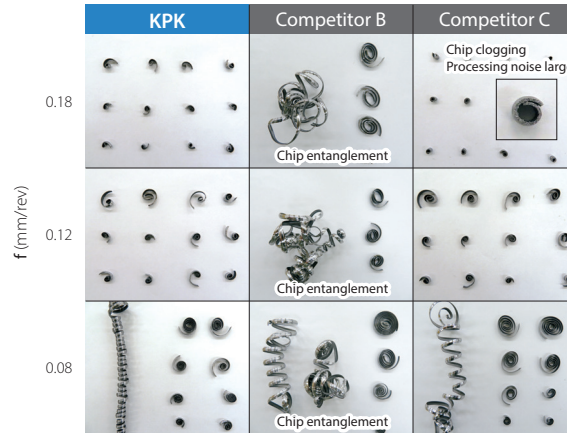 KPK
Competitor B
Competitor C
Chip clogging
Processing noise larg
0.18
Chip entanglement
0.12
Chip entanglement
f (mm/rev)
0.08
Chip entanglement